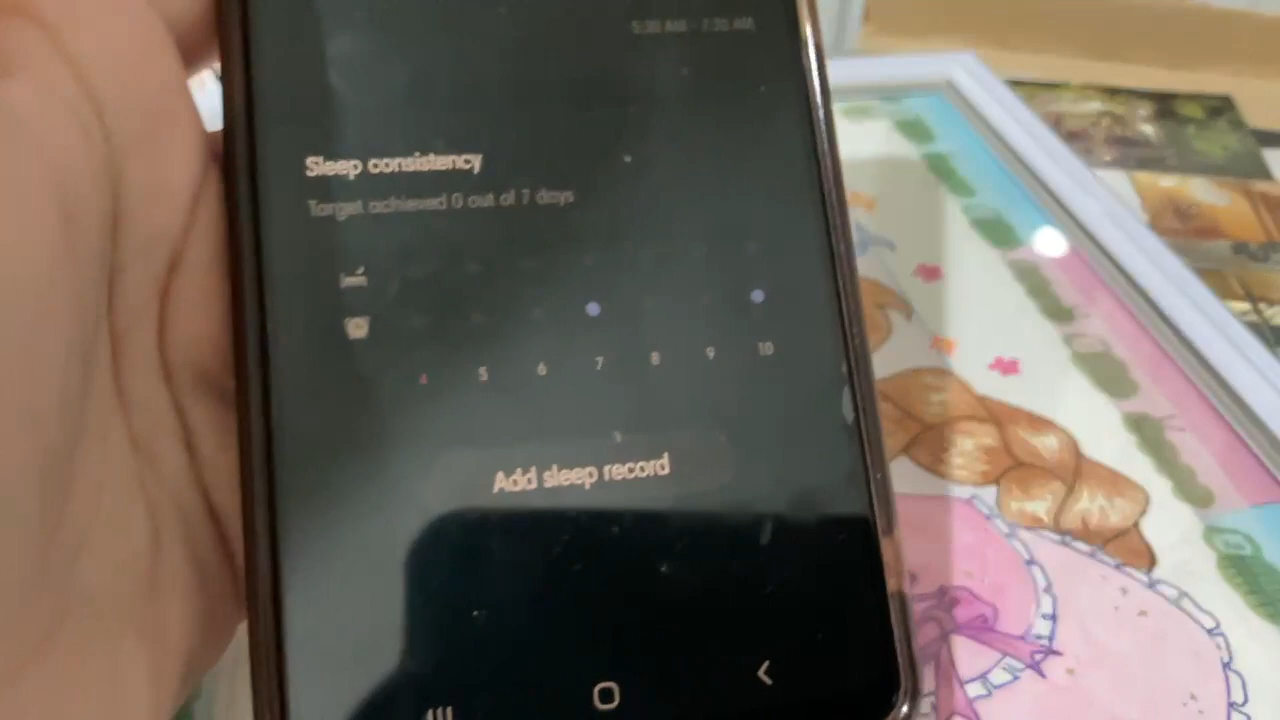 5:30 AM - 7:30 AM
Sleep consistency
Target achieved 0 out of 7 days
4 5 6 7 8 9 10
Add sleep record